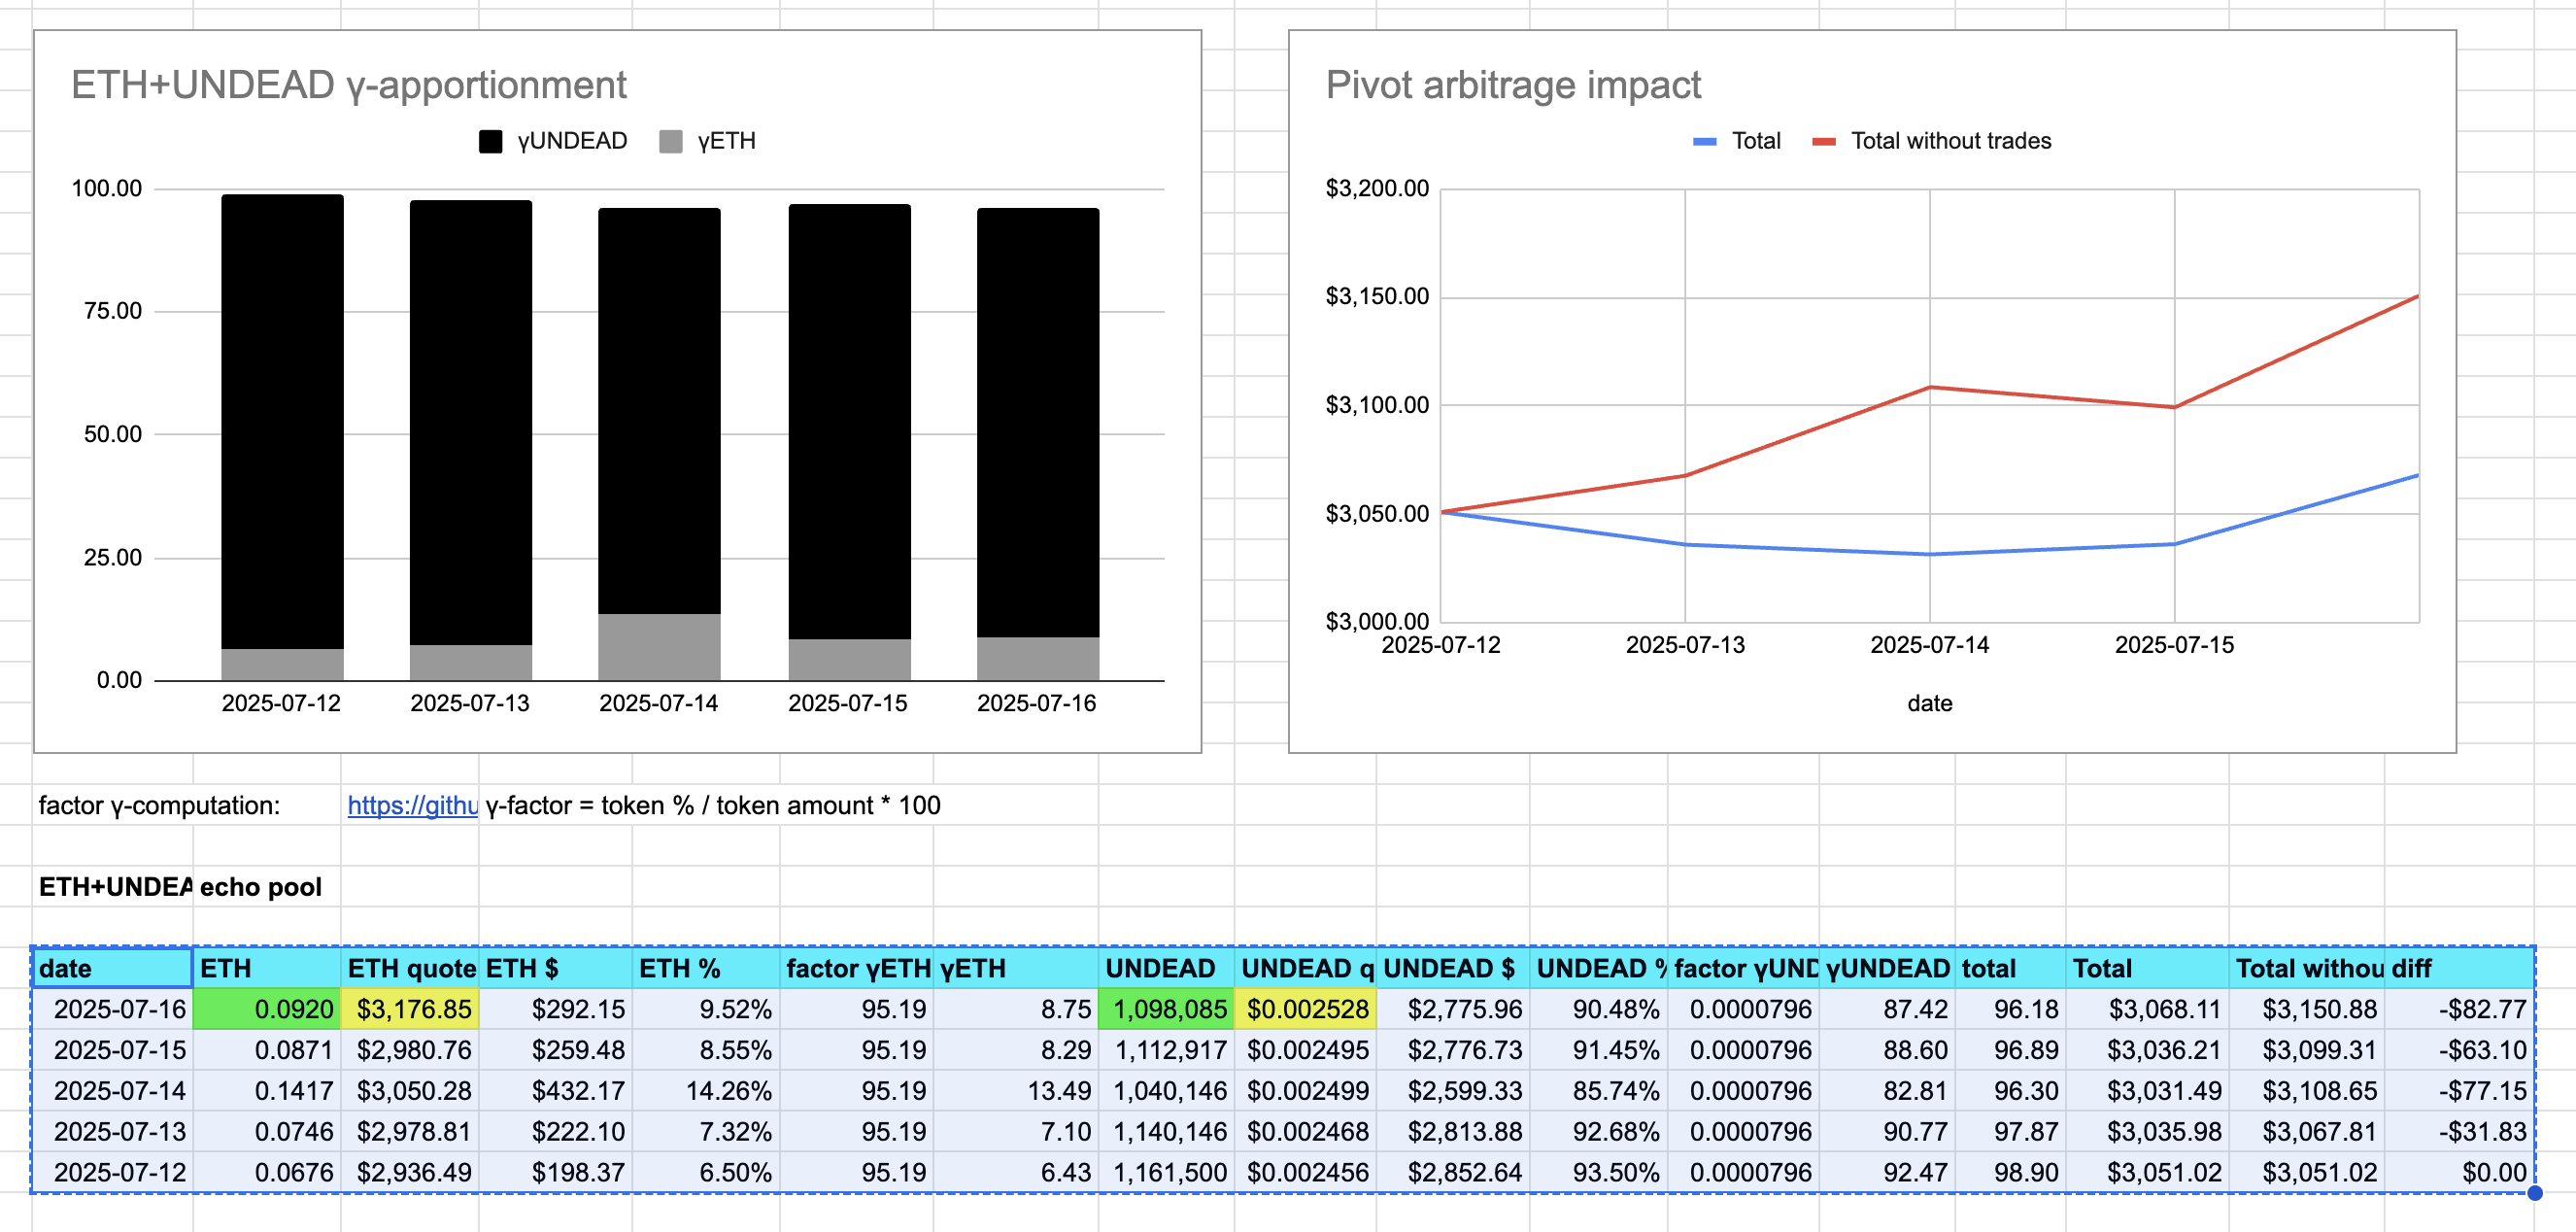 ETH+UNDEAD γ-apportionment
γUNDEAD γETH
100.00
75.00
50.00
25.00
0.00
2025-07-12 2025-07-13 2025-07-14 2025-07-15 2025-07-16
Pivot arbitrage impact
Total Total without trades
$3,200.00
$3,150.00
$3,100.00
$3,050.00
$3,000.00
2025-07-12 2025-07-13 2025-07-14 2025-07-15
date
factor γ-computation: https://githu γ-factor = token % / token amount * 100
ETH+UNDEA echo pool
date ETH ETH quote ETH $ ETH % factor γETH γETH UNDEAD UNDEAD q UNDEAD $ UNDEAD % factor γUND γUNDEAD total Total Total withou diff
2025-07-16 0.0920 $3,176.85 $292.15 9.52% 95.19 8.75 1,098,085 $0.002528 $2,775.96 90.48% 0.0000796 87.42 96.18 $3,068.11 $3,150.88 -$82.77
2025-07-15 0.0871 $2,980.76 $259.48 8.55% 95.19 8.29 1,112,917 $0.002495 $2,776.73 91.45% 0.0000796 88.60 96.89 $3,036.21 $3,099.31 -$63.10
2025-07-14 0.1417 $3,050.28 $432.17 14.26% 95.19 13.49 1,040,146 $0.002499 $2,599.33 85.74% 0.0000796 82.81 96.30 $3,031.49 $3,108.65 -$77.15
2025-07-13 0.0746 $2,978.81 $222.10 7.32% 95.19 7.10 1,140,146 $0.002468 $2,813.88 92.68% 0.0000796 90.77 97.87 $3,035.98 $3,067.81 -$31.83
2025-07-12 0.0676 $2,936.49 $198.37 6.50% 95.19 6.43 1,161,500 $0.002456 $2,852.64 93.50% 0.0000796 92.47 98.90 $3,051.02 $3,051.02 $0.00